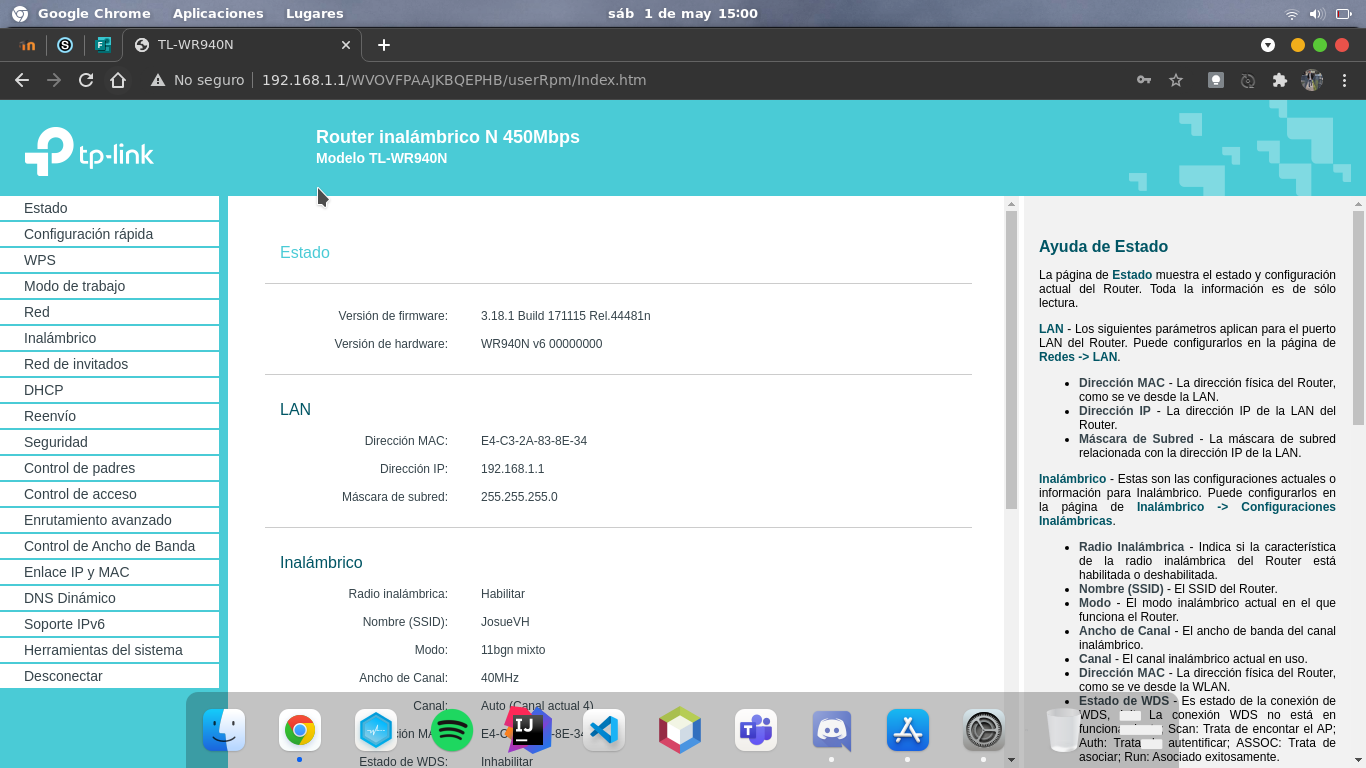 Google Chrome Aplicaciones Lugares sáb 1 de may 15:00
TL-WR940N
No seguro 192.168.1.1/WVOVFPAAJKBQEPHB/userRpm/Index.htm
tp-link
Router inalámbrico N 450Mbps
Modelo TL-WR940N
Estado
Configuración rápida
WPS
Modo de trabajo
Red
Inalámbrico
Red de invitados
DHCP
Reenvío
Seguridad
Control de padres
Control de acceso
Enrutamiento avanzado
Control de Ancho de Banda
Enlace IP y MAC
DNS Dinámico
Soporte IPv6
Herramientas del sistema
Desconectar
Estado
Versión de firmware: 3.18.1 Build 171115 Rel.44481n
Versión de hardware: WR940N v6 00000000
LAN
Dirección MAC: E4-C3-2A-83-8E-34
Dirección IP: 192.168.1.1
Máscara de subred: 255.255.255.0
Inalámbrico
Radio inalámbrica: Habilitar
Nombre (SSID): JosueVH
Modo: 11bgn mixto
Ancho de Canal: 40MHz
Canal: Auto (Canal actual 4)
Estado de WDS: Inhabilitar
Ayuda de Estado
La página de Estado muestra el estado y configuración
actual del Router. Toda la información es de sólo
lectura.
LAN - Los siguientes parámetros aplican para el puerto
LAN del Router. Puede configurarlos en la página de
Redes -> LAN.
• Dirección MAC - La dirección física del Router,
como se ve desde la LAN.
• Dirección IP - La dirección IP de la LAN del
Router.
• Máscara de Subred - La máscara de subred
relacionada con la dirección IP de la LAN.
Inalámbrico - Estas son las configuraciones actuales o
información para Inalámbrico. Puede configurarlos en
la página de Inalámbrico -> Configuraciones
Inalámbricas.
• Radio Inalámbrica - Indica si la característica
de la radio inalámbrica del Router está
habilitada o deshabilitada.
• Nombre (SSID) - El SSID del Router.
• Modo - El modo inalámbrico actual en el que
funciona el Router.
• Ancho de Canal - El ancho de banda del canal
inalámbrico.
• Canal - El canal inalámbrico actual en uso.
• Dirección MAC - La dirección física del Router,
como se ve desde la WLAN.
• Estado de WDS - Es estado de la conexión de
WDS, La conexión WDS no está en
Scan: Trata de encontar el AP;
Auth: Trata autentificar; ASSOC: Trata de
asociar; Run: Asociado exitosamente.
IJ